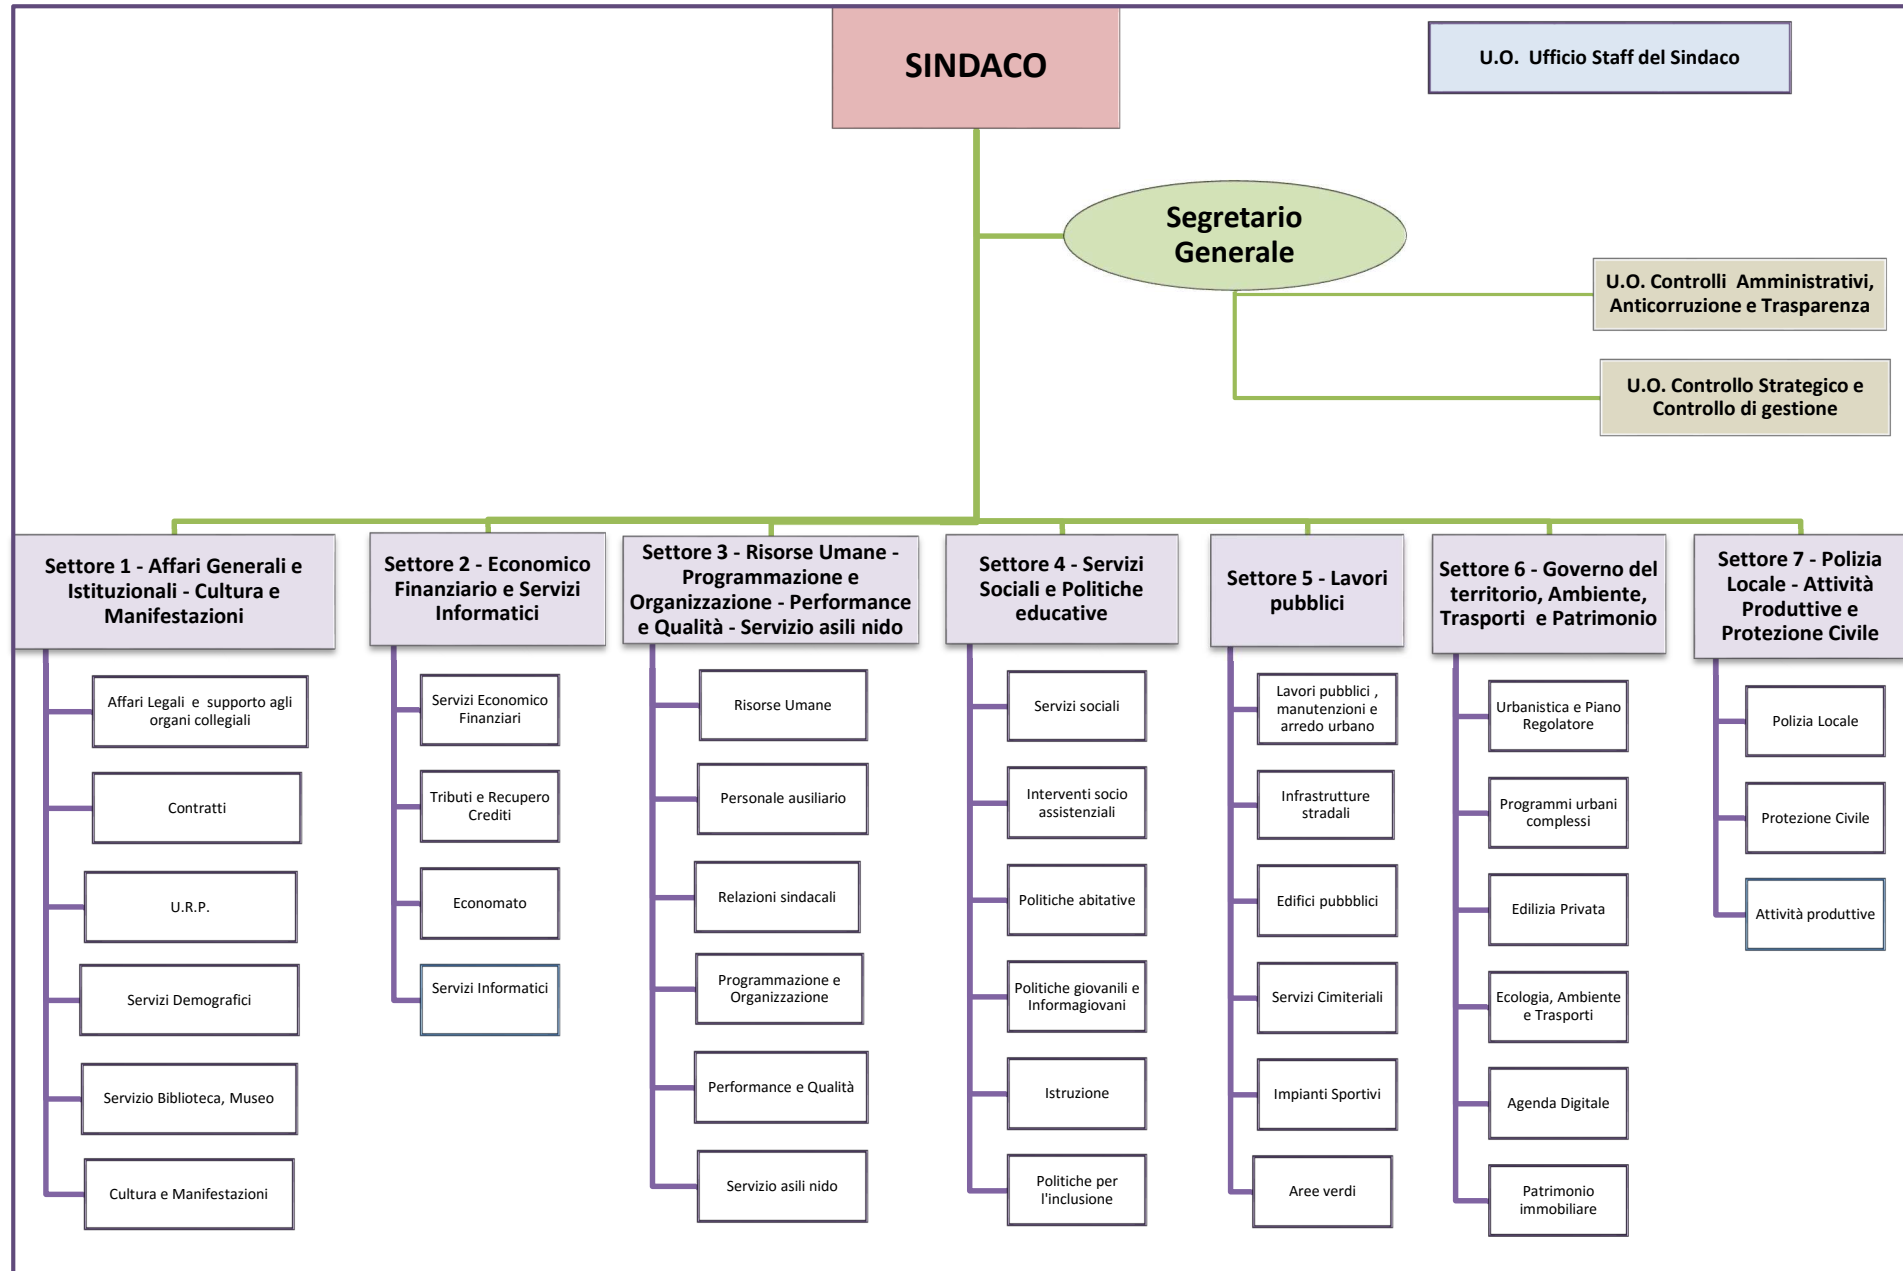 SINDACO
U.O. Ufficio Staff del Sindaco
Segretario
Generale
U.O. Controlli Amministrativi,
Anticorruzione e Trasparenza
U.O. Controllo Strategico e
Controllo di gestione
Settore 1 - Affari Generali e
Istituzionali - Cultura e
Manifestazioni
Affari Legali e supporto agli
organi collegiali
Contratti
U.R.P.
Servizi Demografici
Servizio Biblioteca, Museo
Cultura e Manifestazioni
Settore 2 - Economico
Finanziario e Servizi
Informatici
Servizi Economico
Finanziari
Tributi e Recupero
Crediti
Economato
Servizi Informatici
Settore 3 - Risorse Umane -
Programmazione e
Organizzazione - Performance
e Qualità - Servizio asili nido
Risorse Umane
Personale ausiliario
Relazioni sindacali
Programmazione e
Organizzazione
Performance e Qualità
Servizio asili nido
Settore 4 - Servizi
Sociali e Politiche
educative
Servizi sociali
Interventi socio
assistenziali
Politiche abitative
Politiche giovanili e
Informagiovani
Istruzione
Politiche per
l'inclusione
Settore 5 - Lavori
pubblici
Lavori pubblici ,
manutenzioni e
arredo urbano
Infrastrutture
stradali
Edifici pubbblici
Servizi Cimiteriali
Impianti Sportivi
Aree verdi
Settore 6 - Governo del
territorio, Ambiente,
Trasporti e Patrimonio
Urbanistica e Piano
Regolatore
Programmi urbani
complessi
Edilizia Privata
Ecologia, Ambiente
e Trasporti
Agenda Digitale
Patrimonio
immobiliare
Settore 7 - Polizia
Locale - Attività
Produttive e
Protezione Civile
Polizia Locale
Protezione Civile
Attività produttive